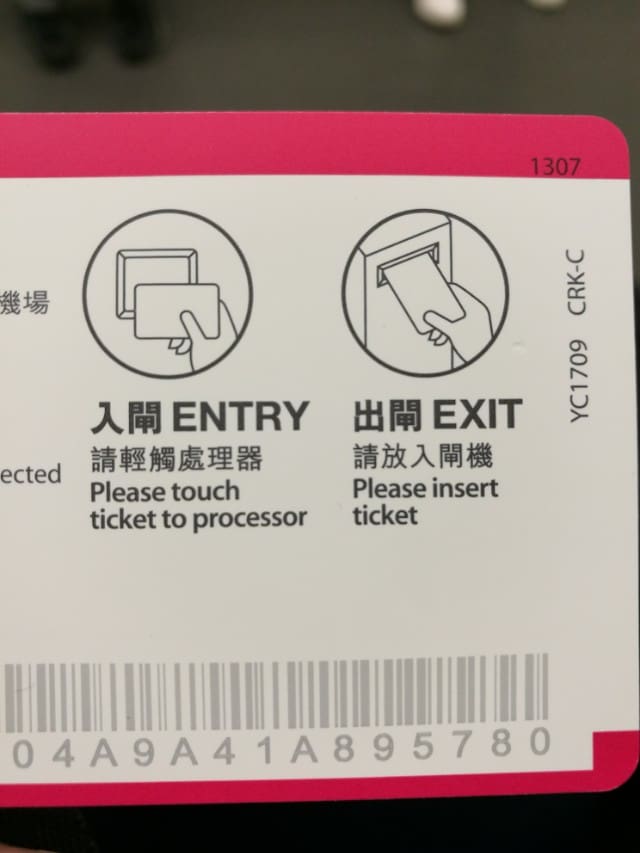 1307
YC1709 CRK-C
機場
入閘 ENTRY
請輕觸處理器
Please touch
ticket to processor
出閘 EXIT
請放入閘機
Please insert
ticket
ected
04A9A41A895780